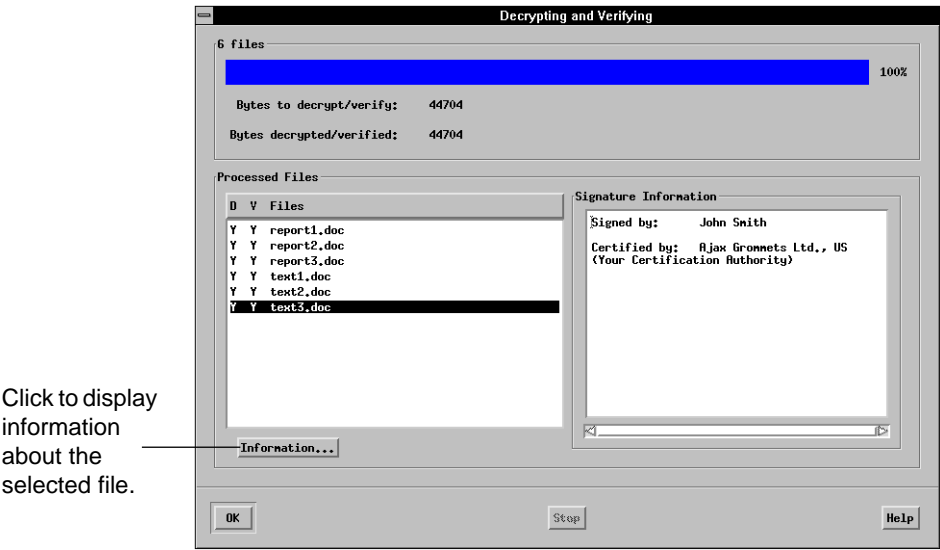 Decrypting and Verifying
6 files
100%
Bytes to decrypt/verify: 44704
Bytes decrypted/verified: 44704
Processed Files
D V Files
Y Y report1.doc
Y Y report2.doc
Y Y report3.doc
Y Y text1.doc
Y Y text2.doc
Y Y text3.doc
Signature Information
Signed by: John Smith
Certified by: Ajax Grommets Ltd., US
(Your Certification Authority)
Click to display
information
about the
selected file.
Information...
OK
Stop
Help